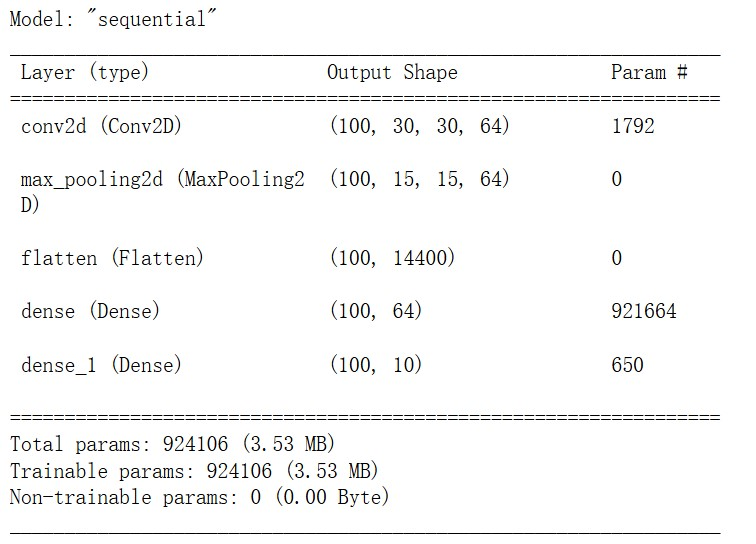 Model: "sequential"
Layer (type) Output Shape Param #
conv2d (Conv2D) (100, 30, 30, 64) 1792
max_pooling2d (MaxPooling2 (100, 15, 15, 64) 0
D)
flatten (Flatten) (100, 14400) 0
dense (Dense) (100, 64) 921664
dense_1 (Dense) (100, 10) 650
Total params: 924106 (3.53 MB)
Trainable params: 924106 (3.53 MB)
Non-trainable params: 0 (0.00 Byte)